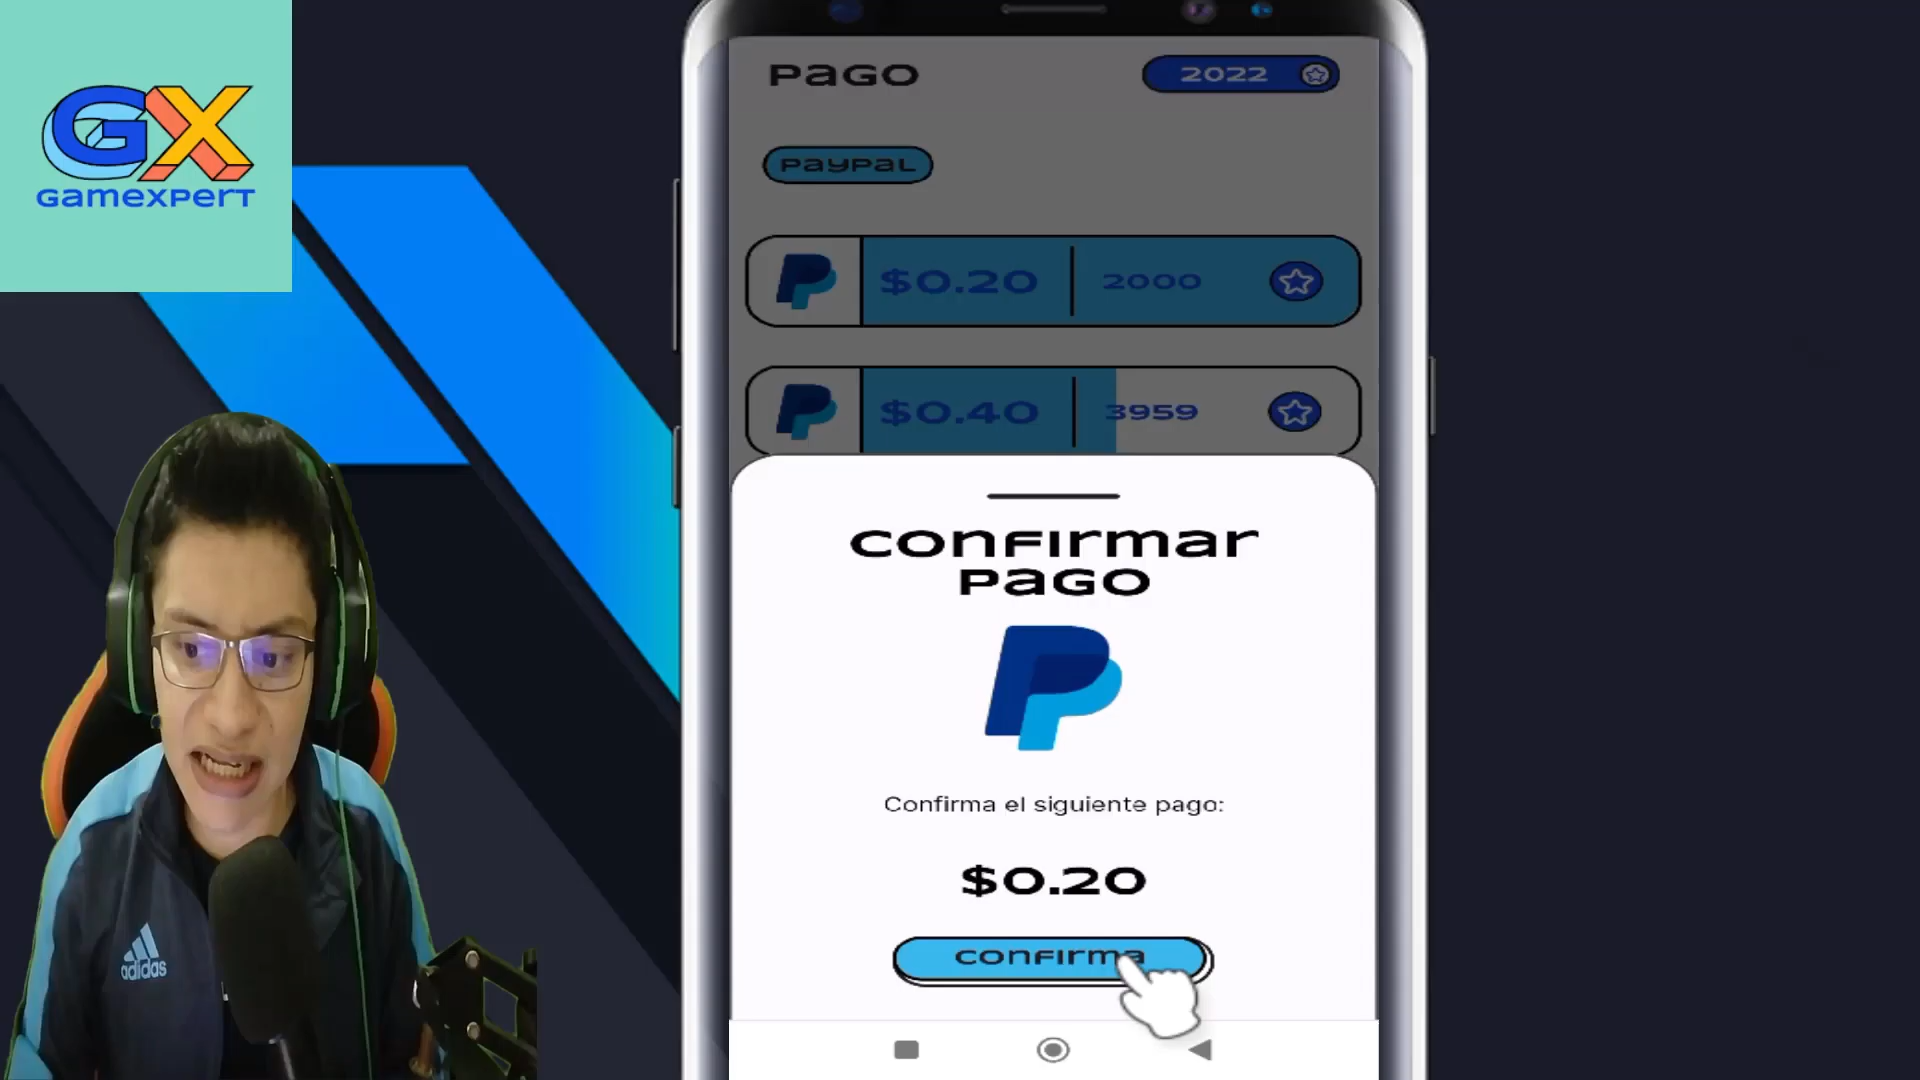 GX
GAMEXPERT
PAGO
2022
PAYPAL
$0.20
2000
$0.40
3959
CONFIRMAR
PAGO
Confirma el siguiente pago:
$0.20
CONFIRMA
adidas